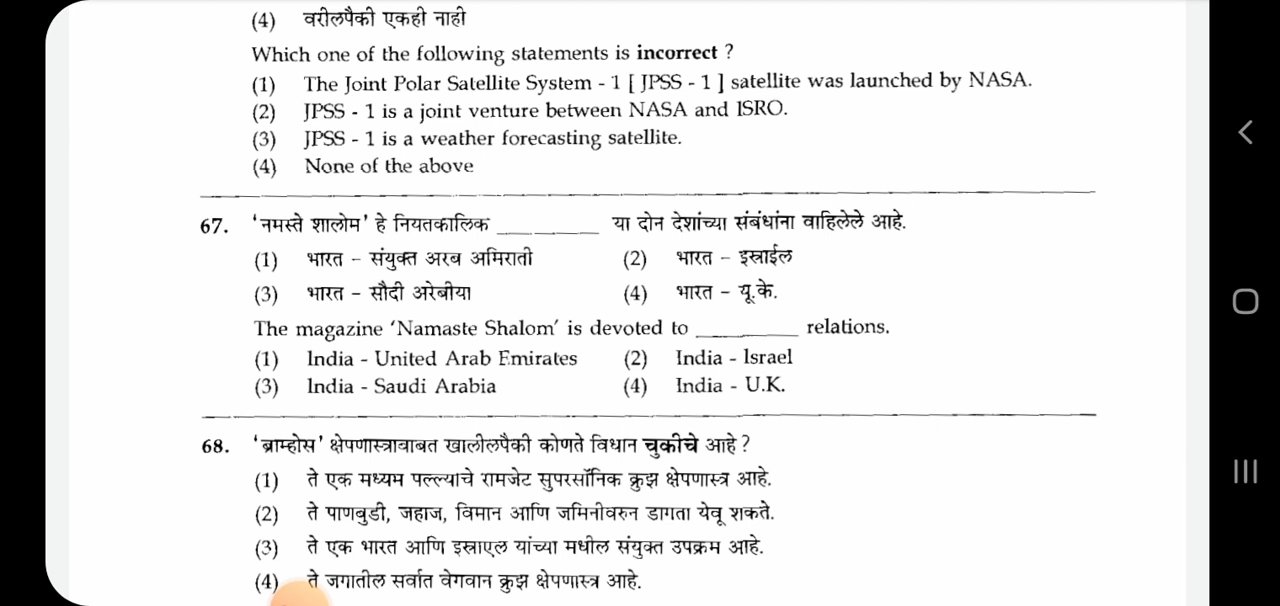 (4) वरीलपैकी एकही नाही
Which one of the following statements is incorrect ?
(1) The Joint Polar Satellite System - 1 [ JPSS - 1 ] satellite was launched by NASA.
(2) JPSS - 1 is a joint venture between NASA and ISRO.
(3) JPSS - 1 is a weather forecasting satellite.
(4) None of the above
67. 'नमस्ते शालोम' हे नियतकालिक __________ या दोन देशांच्या संबंधांना वाहिलेले आहे.
(1) भारत - संयुक्त अरब अमिराती (2) भारत - इस्राईल
(3) भारत - सौदी अरेबीया (4) भारत - यू.के.
The magazine 'Namaste Shalom' is devoted to __________ relations.
(1) India - United Arab Emirates (2) India - Israel
(3) India - Saudi Arabia (4) India - U.K.
68. 'ब्राम्होस' क्षेपणास्त्राबाबत खालीलपैकी कोणते विधान चुकीचे आहे ?
(1) ते एक मध्यम पल्ल्याचे रामजेट सुपरसॉनिक क्रुझ क्षेपणास्त्र आहे.
(2) ते पाणबुडी, जहाज, विमान आणि जमिनीवरुन डागता येवू शकते.
(3) ते एक भारत आणि इस्राएल यांच्या मधील संयुक्त उपक्रम आहे.
(4) ते जगातील सर्वात वेगवान क्रुझ क्षेपणास्त्र आहे.